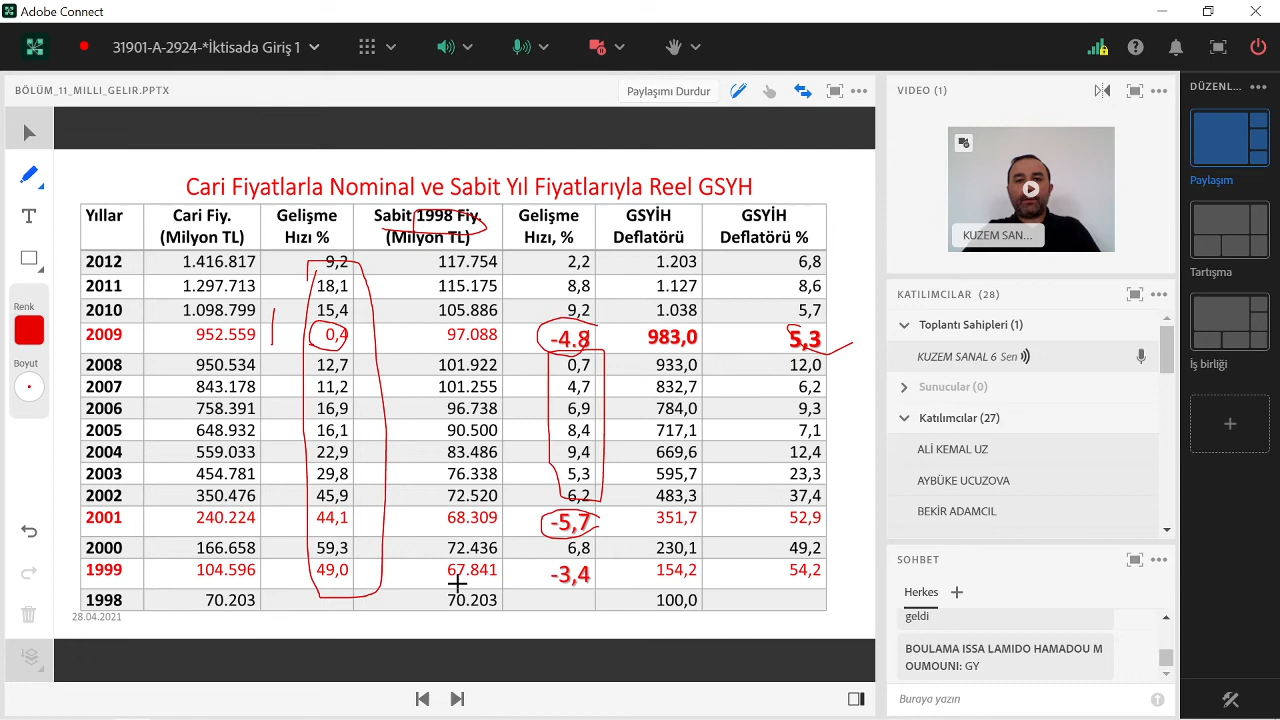 Adobe Connect
31901-A-2924-*İktisada Giriş 1
BÖLÜM_11_MILLI_GELIR.PPTX
Paylaşımı Durdur
Renk
Boyut
Cari Fiyatlarla Nominal ve Sabit Yıl Fiyatlarıyla Reel GSYH
Yıllar Cari Fiy. (Milyon TL) Gelişme Hızı % Sabit 1998 Fiy. (Milyon TL) Gelişme Hızı, % GSYİH Deflatörü GSYİH Deflatörü %
2012 1.416.817 9,2 117.754 2,2 1.203 6,8
2011 1.297.713 18,1 115.175 8,8 1.127 8,6
2010 1.098.799 15,4 105.886 9,2 1.038 5,7
2009 952.559 0,4 97.088 -4.8 983,0 5,3
2008 950.534 12,7 101.922 0,7 933,0 12,0
2007 843.178 11,2 101.255 4,7 832,7 6,2
2006 758.391 16,9 96.738 6,9 784,0 9,3
2005 648.932 16,1 90.500 8,4 717,1 7,1
2004 559.033 22,9 83.486 9,4 669,6 12,4
2003 454.781 29,8 76.338 5,3 595,7 23,3
2002 350.476 45,9 72.520 6,2 483,3 37,4
2001 240.224 44,1 68.309 -5,7 351,7 52,9
2000 166.658 59,3 72.436 6,8 230,1 49,2
1999 104.596 49,0 67.841 -3,4 154,2 54,2
1998 70.203 70.203 100,0
28.04.2021
VIDEO (1)
KUZEM SAN...
KATILIMCILAR (28)
Toplantı Sahipleri (1)
KUZEM SANAL 6 Sen
Sunucular (0)
Katılımcılar (27)
ALİ KEMAL UZ
AYBÜKE UCUZOVA
BEKİR ADAMCIL
SOHBET
Herkes
geldi
BOULAMA ISSA LAMIDO HAMADOU M
OUMOUNI: GY
Buraya yazın
DÜZENL...
Paylaşım
Tartışma
İş birliği